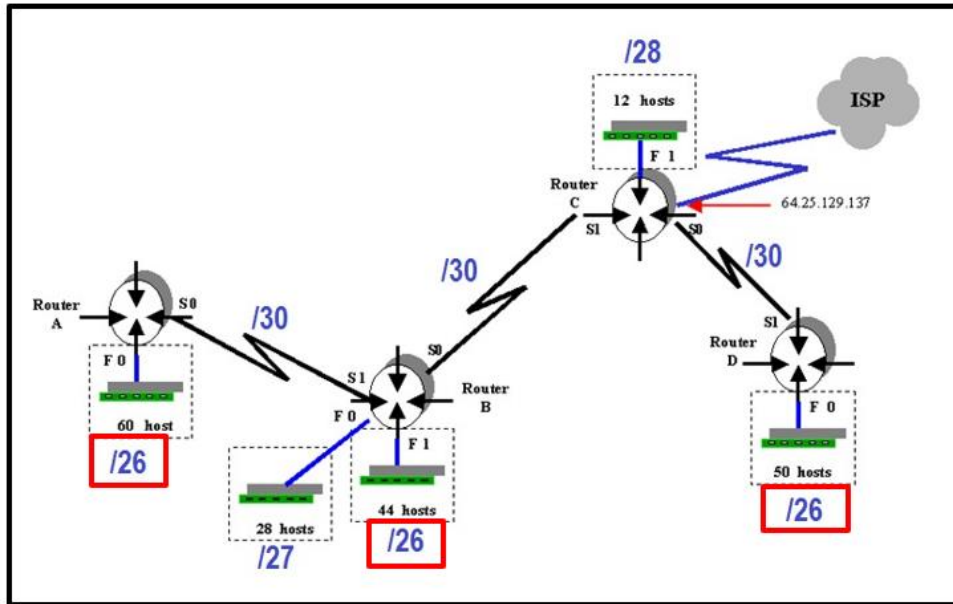 /28
12 hosts
ISP
F 1
Router
C
S1
S0
64.25.129.137
/30
/30
Router
A
S0
/30
F 0
60 host
/26
S0
S1
F 0
Router
B
F 1
28 hosts
/27
44 hosts
/26
S1
Router
D
F 0
50 hosts
/26